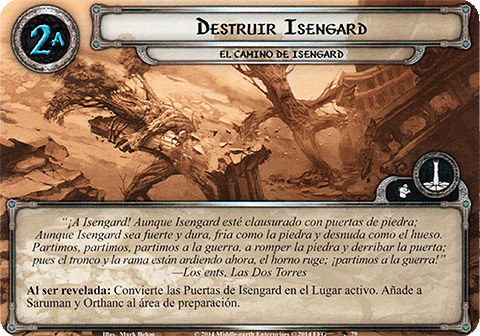 2A
DESTRUIR ISENGARD
EL CAMINO DE ISENGARD
“¡A Isengard! Aunque Isengard esté clausurado con puertas de piedra;
Aunque Isengard sea fuerte y dura, fría como la piedra y desnuda como el hueso.
Partimos, partimos, partimos a la guerra, a romper la piedra y derribar la puerta;
pues el tronco y la rama están ardiendo ahora, el horno ruge; ¡partimos a la guerra!”
—Los ents, Las Dos Torres
Al ser revelada: Convierte las Puertas de Isengard en el Lugar activo. Añade a
Saruman y Orthanc al área de preparación.
Illus. Mark Behm © 2014 Middle-earth Enterprises © 2014 FFG 79